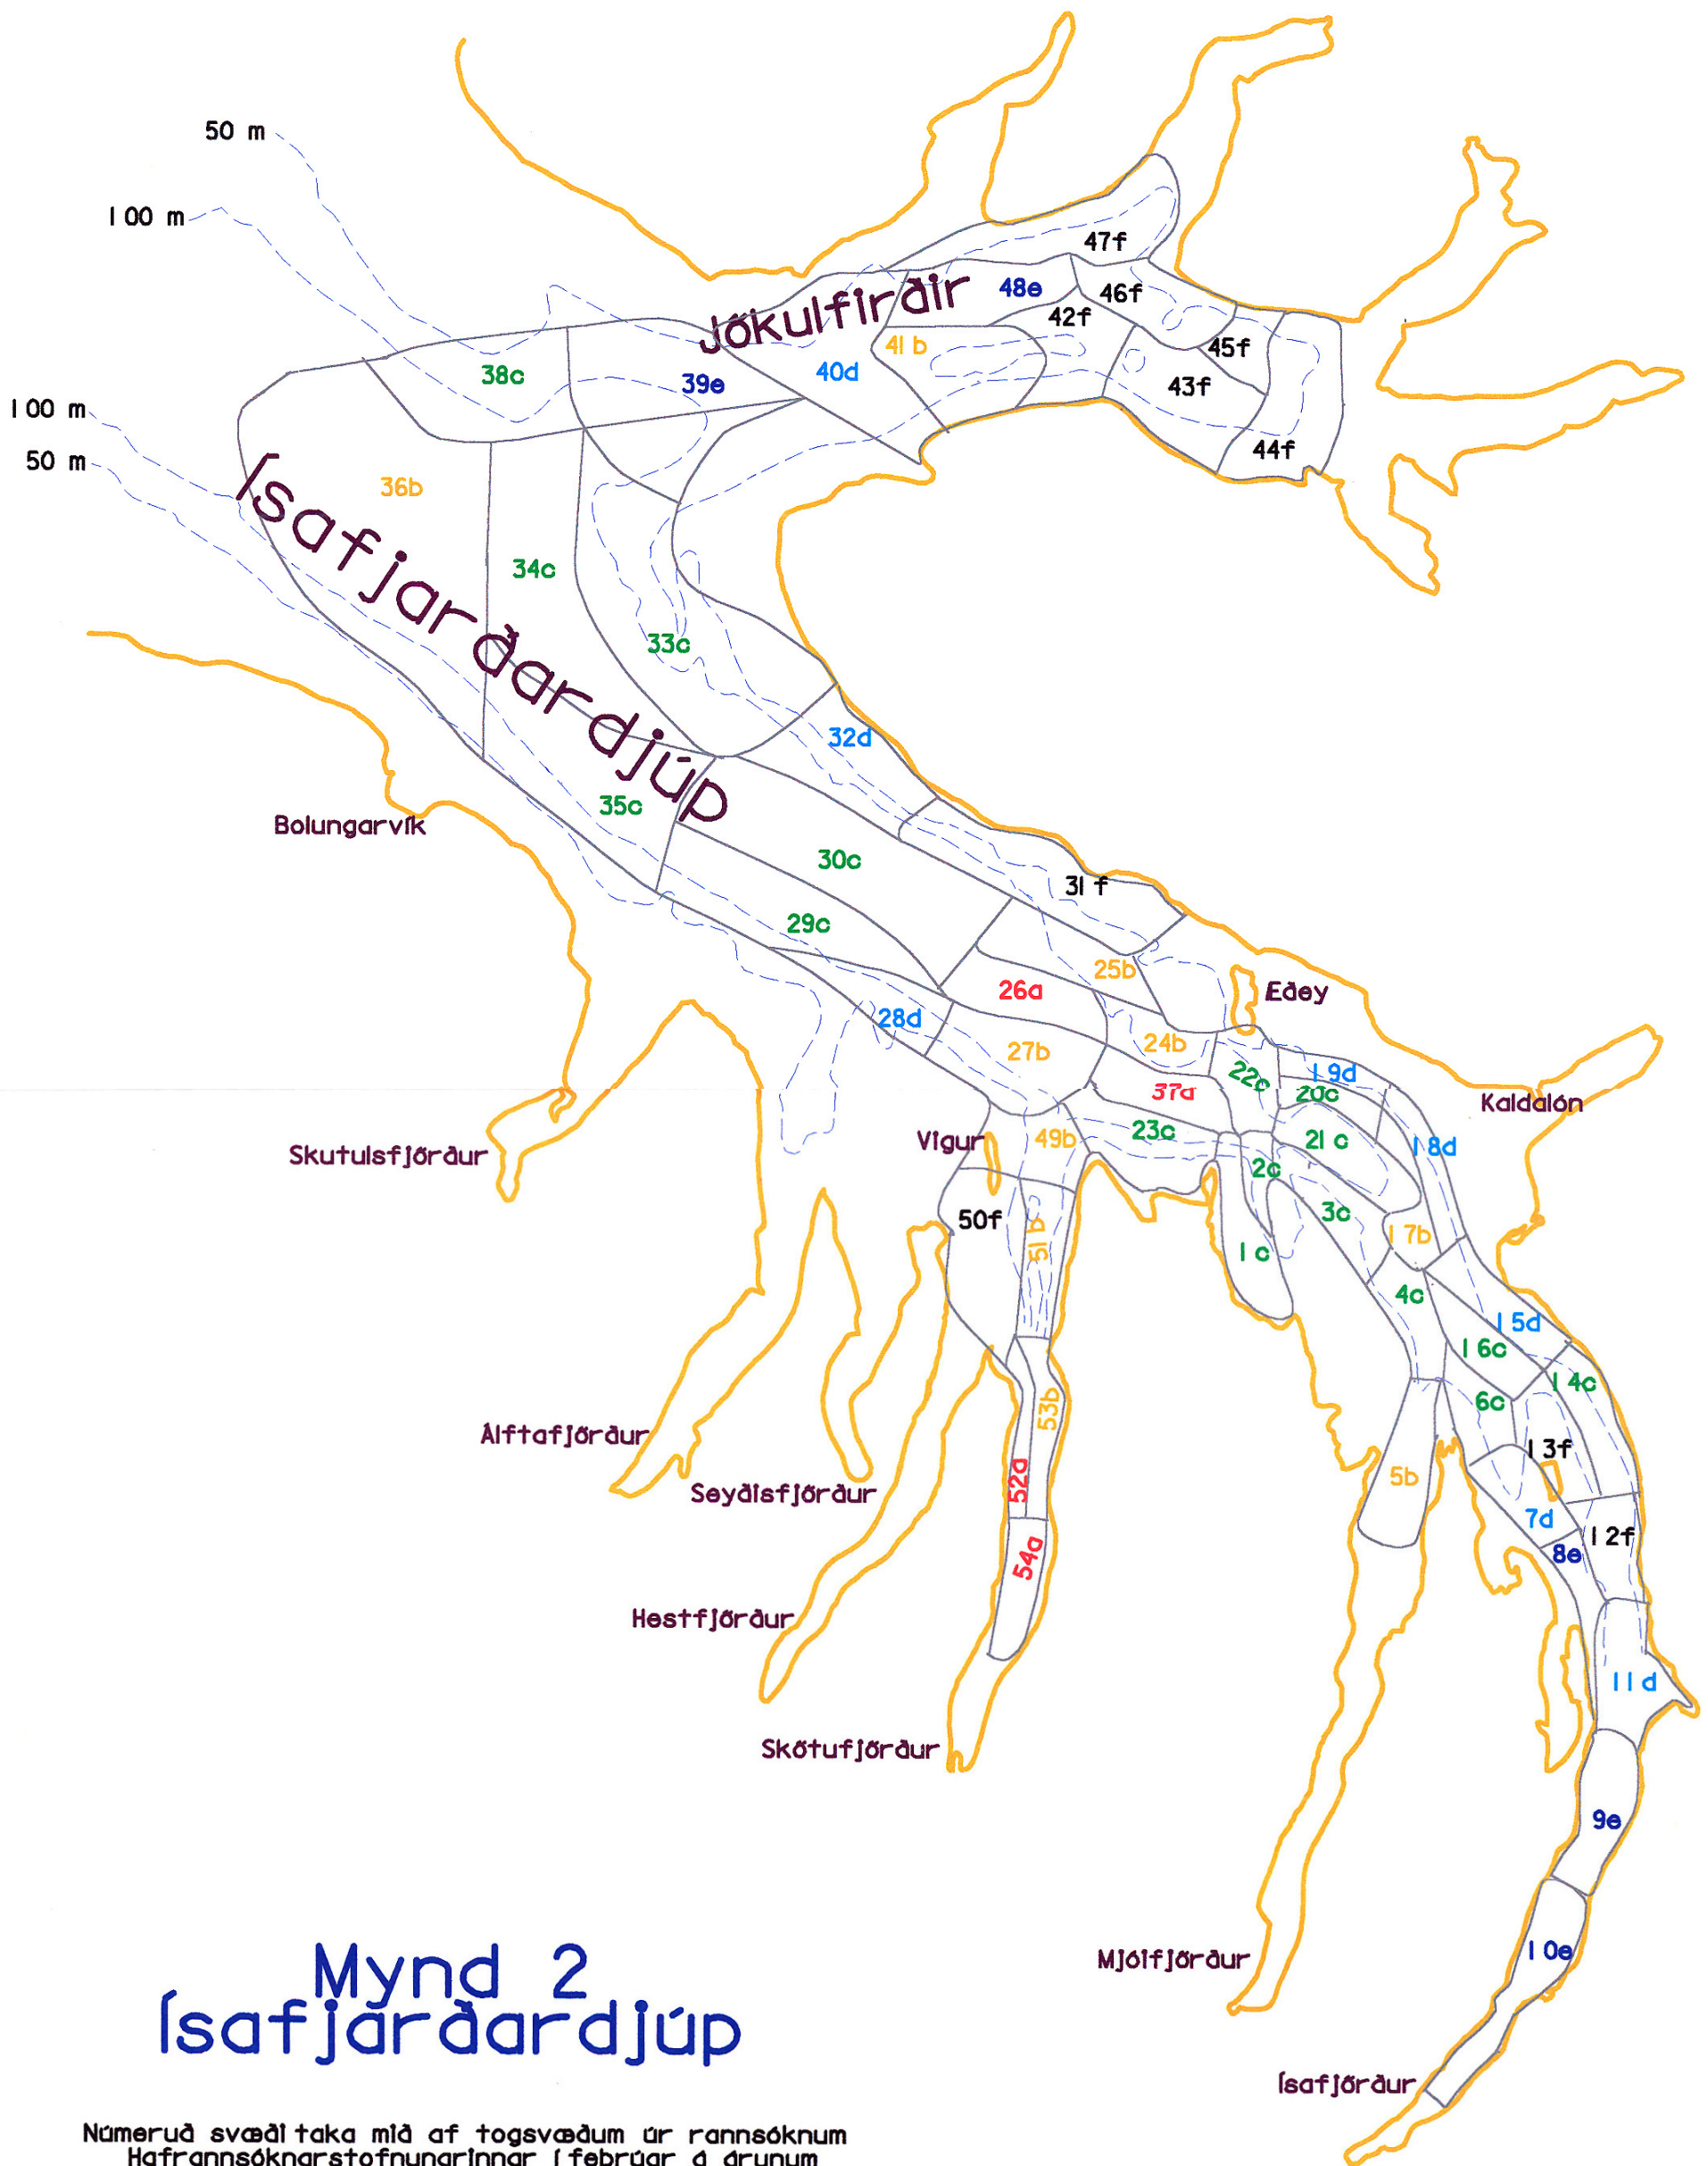 50 m
100 m
47f
Jökulfirðir
48e
46f
42f
41b
45f
38c
39e
40d
43f
100 m
50 m
44f
36b
Ísafjarðardjúp
34c
33c
32d
35c
Bolungarvík
30c
31f
29c
25b
26a
Æðey
28d
24b
27b
22c
19d
37a
20c
Kaldalón
23c
49b
Vigur
21c
18d
Skutulsfjörður
2c
3c
50f
51b
17b
1c
4c
15d
16c
14c
6c
53b
Álftafjörður
13f
52a
5b
Seyðisfjörður
7d
12f
8e
54a
Hestfjörður
11d
Skötufjörður
9e
10e
Mjóifjörður
Mynd 2
Ísafjarðardjúp
Ísafjörður
Númeruð svæði taka mið af togsvæðum úr rannsóknum
Hafrannsóknarstofnunarinnar í febrúar á árunum